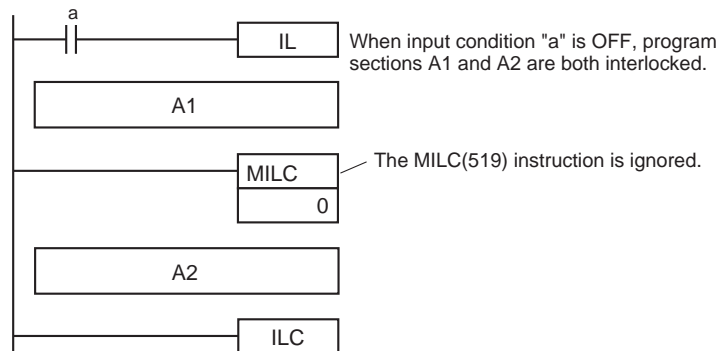 a
IL
When input condition "a" is OFF, program
sections A1 and A2 are both interlocked.
A1
MILC
The MILC(519) instruction is ignored.
0
A2
ILC